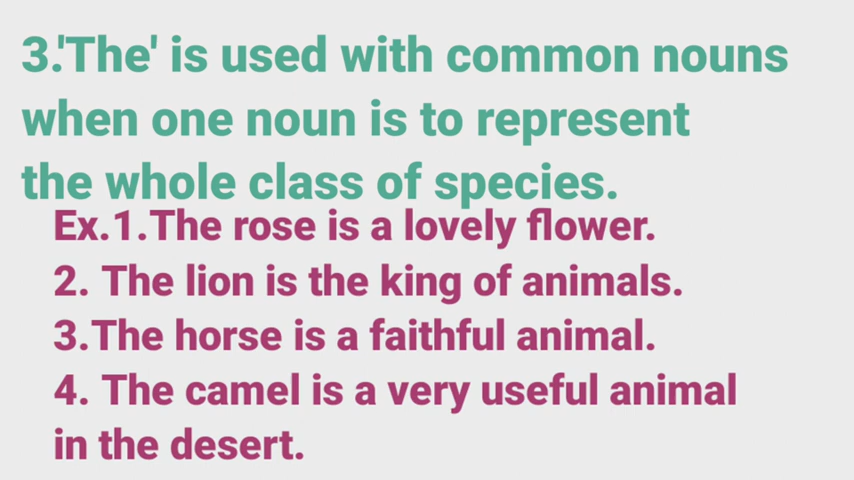 3.'The' is used with common nouns
when one noun is to represent
the whole class of species.
Ex.1.The rose is a lovely flower.
2. The lion is the king of animals.
3.The horse is a faithful animal.
4. The camel is a very useful animal
in the desert.